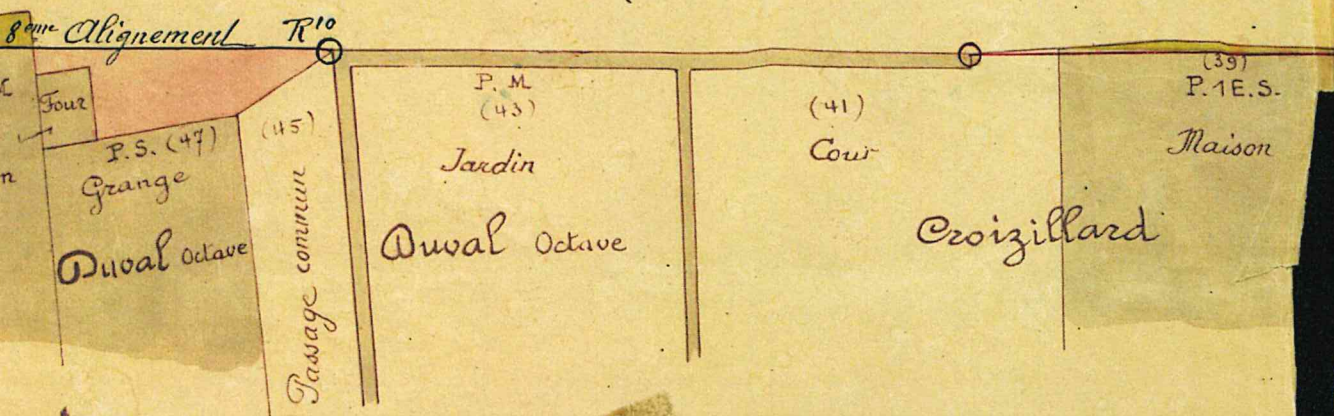 8ème Alignement R10
Four
P.S. (47)
Grange
Duval Octave
(45)
Passage commun
P. M.
(43)
Jardin
Duval Octave
(41)
Cour
Croizillard
(39)
P. 1E.S.
Maison